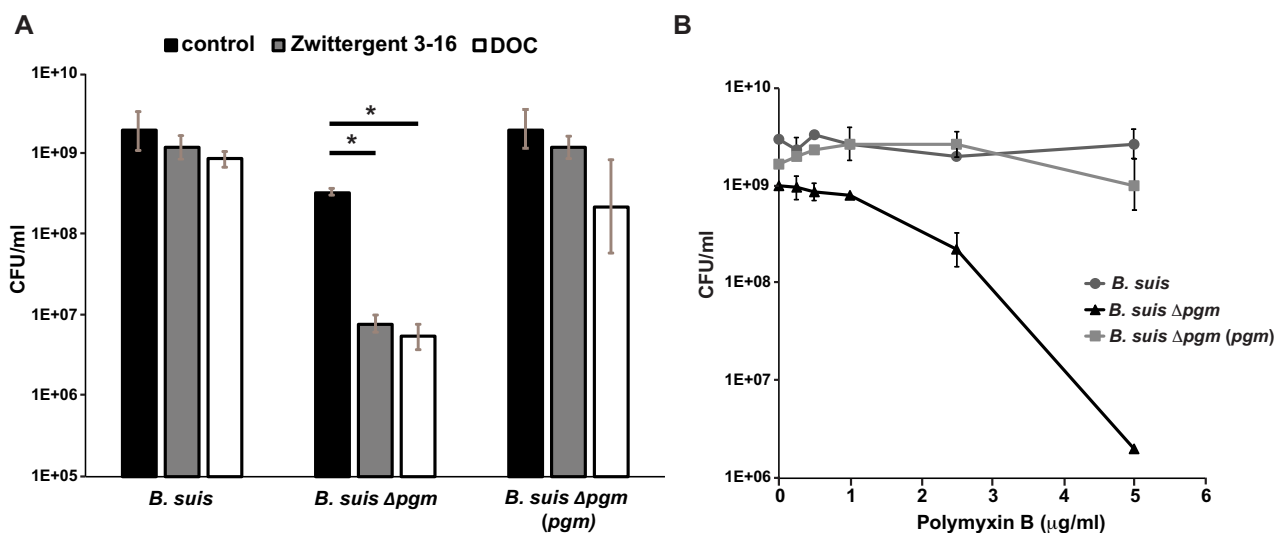 A
control Zwittergent 3-16 DOC
1E+10
1E+09
1E+08
1E+07
1E+06
1E+05
CFU/ml
*
*
B. suis
B. suis Δpgm
B. suis Δpgm
(pgm)
B
1E+10
1E+09
1E+08
1E+07
1E+06
CFU/ml
0 1 2 3 4 5 6
Polymyxin B (μg/ml)
B. suis
B. suis Δpgm
B. suis Δpgm (pgm)